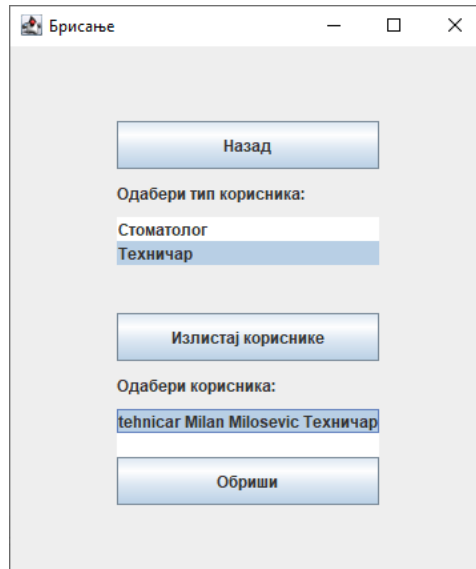 Брисање
Назад
Одабери тип корисника:
Стоматолог
Техничар
Излистај кориснике
Одабери корисника:
tehnicar Milan Milosevic Техничар
Обриши